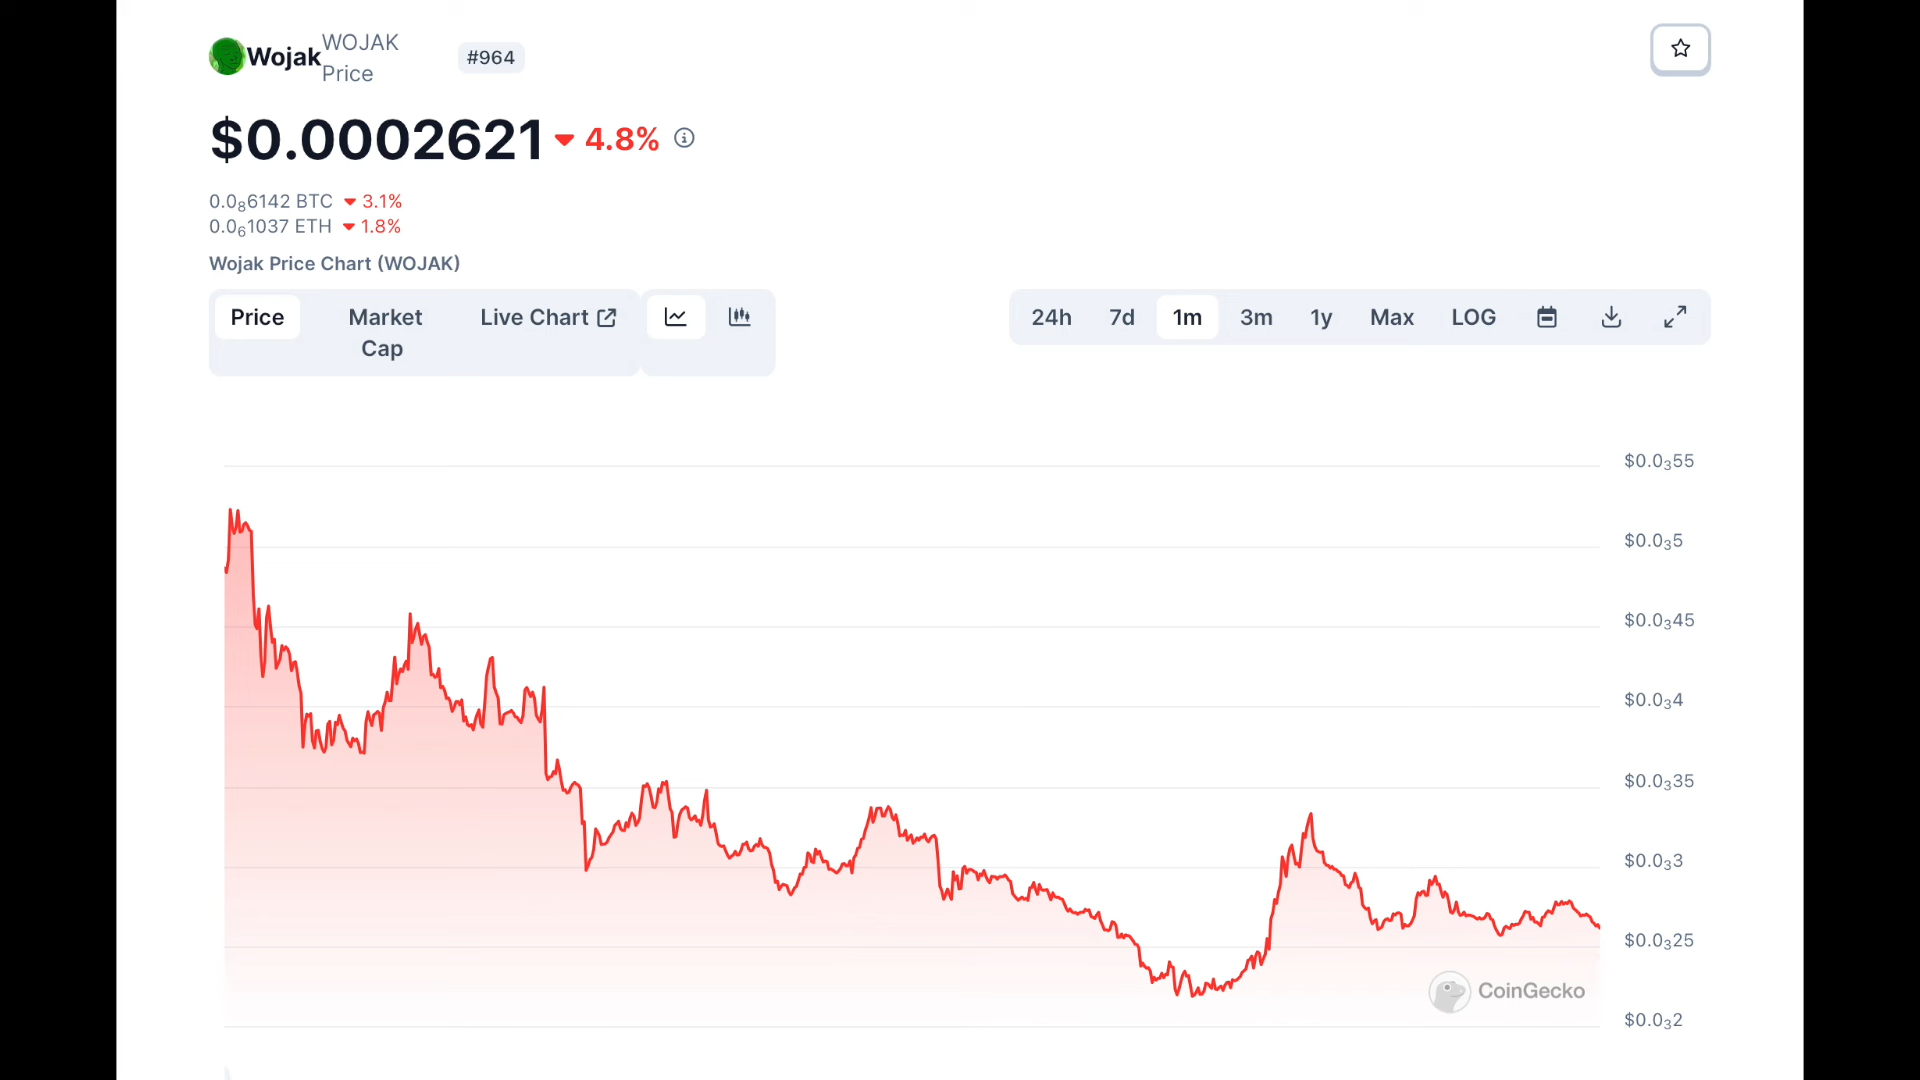 Wojak WOJAK Price #964
$0.0002621 4.8%
0.0₈6142 BTC 3.1%
0.0₆1037 ETH 1.8%
Wojak Price Chart (WOJAK)
Price Market Cap Live Chart
24h 7d 1m 3m 1y Max LOG
$0.0₃55
$0.0₃5
$0.0₃45
$0.0₃4
$0.0₃35
$0.0₃3
$0.0₃25
CoinGecko
$0.0₃2